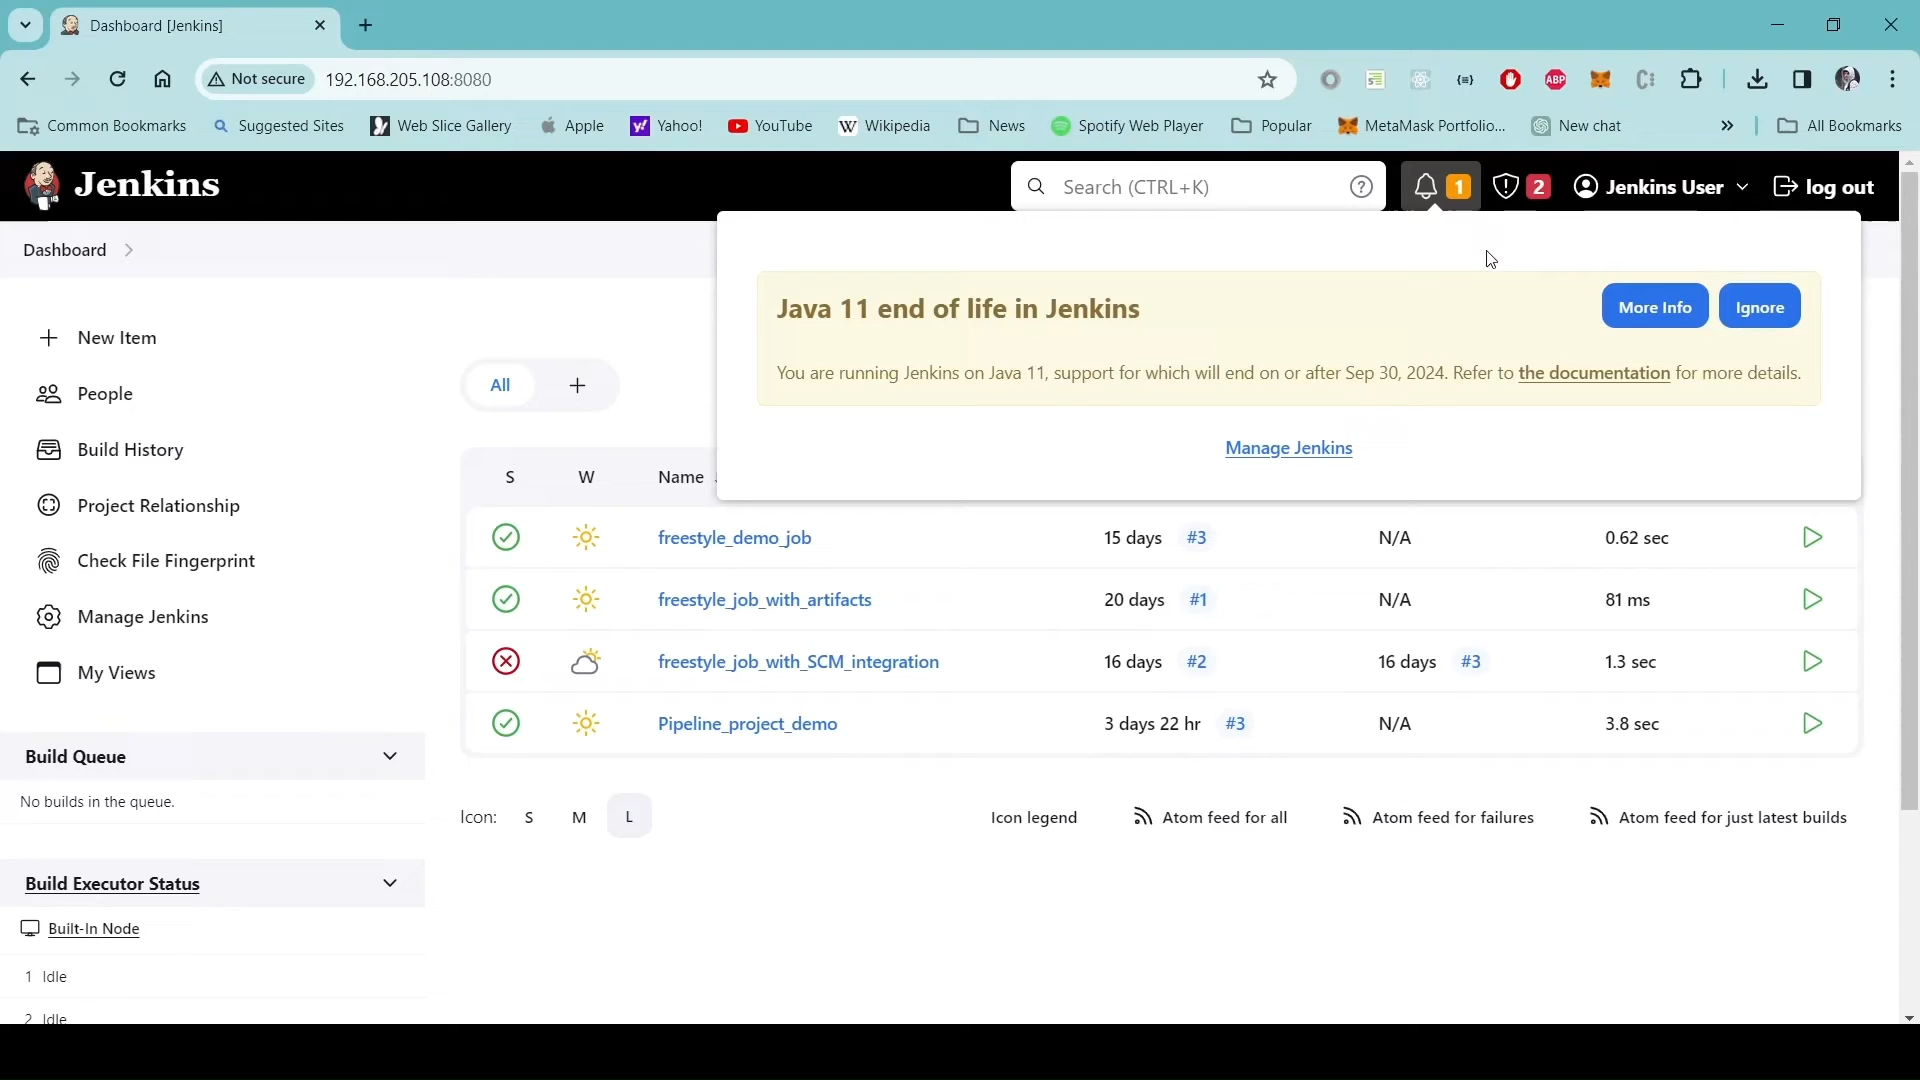 Dashboard [Jenkins]
Not secure
192.168.205.108:8080
ABP
Common Bookmarks
Suggested Sites
Web Slice Gallery
Apple
Yahoo!
YouTube
Wikipedia
News
Spotify Web Player
Popular
MetaMask Portfolio...
New chat
All Bookmarks
Jenkins
Search (CTRL+K)
1
2
Jenkins User
log out
Dashboard
Java 11 end of life in Jenkins
More Info
Ignore
You are running Jenkins on Java 11, support for which will end on or after Sep 30, 2024. Refer to the documentation for more details.
Manage Jenkins
New Item
People
Build History
Project Relationship
Check File Fingerprint
Manage Jenkins
My Views
Build Queue
No builds in the queue.
Build Executor Status
Built-In Node
1 Idle
2 Idle
All
S W Name
freestyle_demo_job 15 days #3 N/A 0.62 sec
freestyle_job_with_artifacts 20 days #1 N/A 81 ms
freestyle_job_with_SCM_integration 16 days #2 16 days #3 1.3 sec
Pipeline_project_demo 3 days 22 hr #3 N/A 3.8 sec
Icon: S M L
Icon legend
Atom feed for all
Atom feed for failures
Atom feed for just latest builds